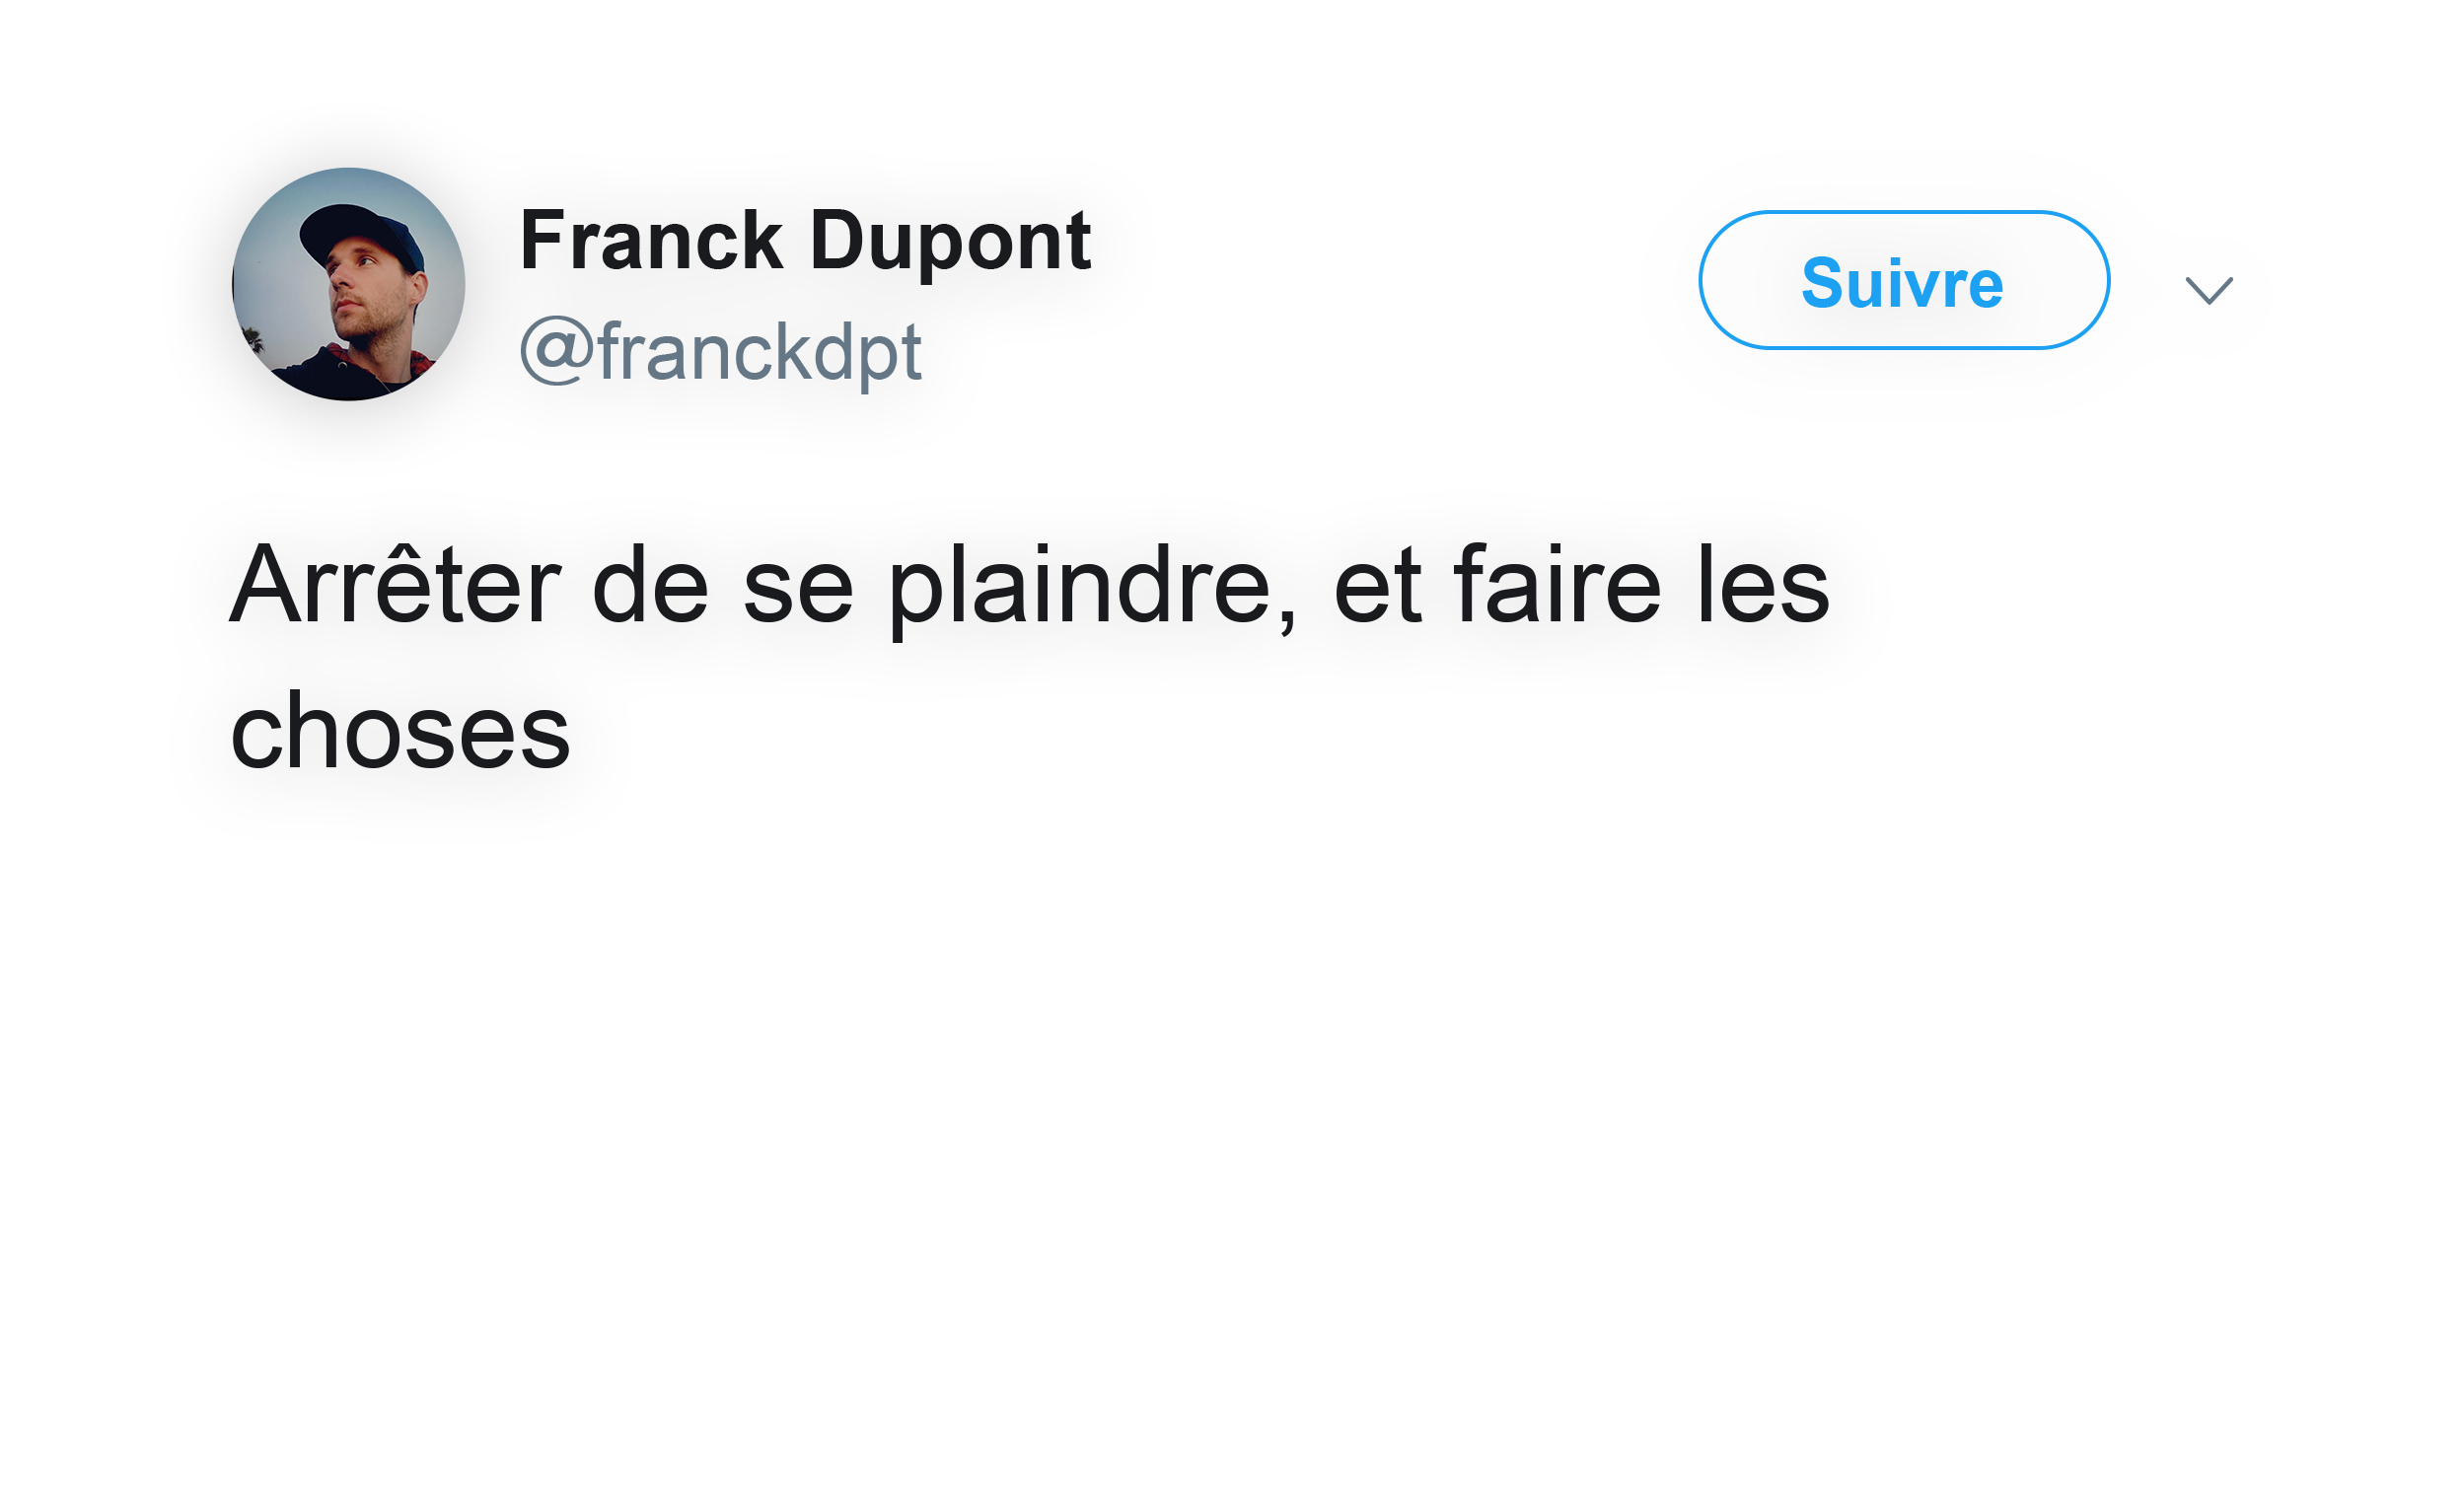 Franck Dupont
@franckdpt
Suivre
Arrêter de se plaindre, et faire les
choses